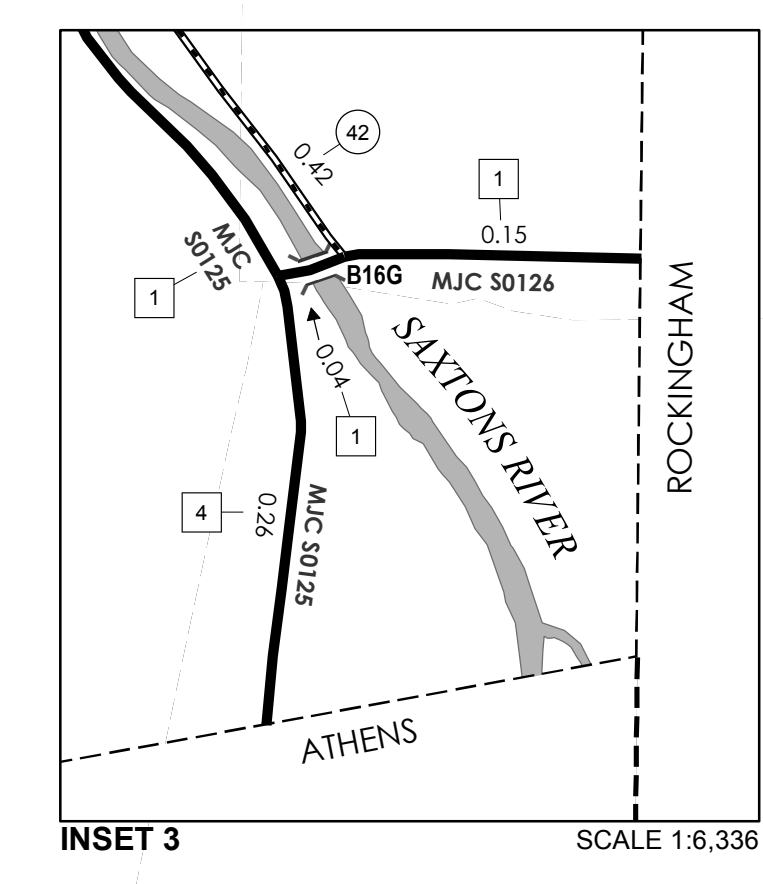 42
0.42
1
0.15
MJC
S0125
B16G
MJC S0126
1
ROCKINGHAM
0.04
SAXTONS RIVER
1
4
0.26
MJC S0125
ATHENS
INSET 3
SCALE 1:6,336